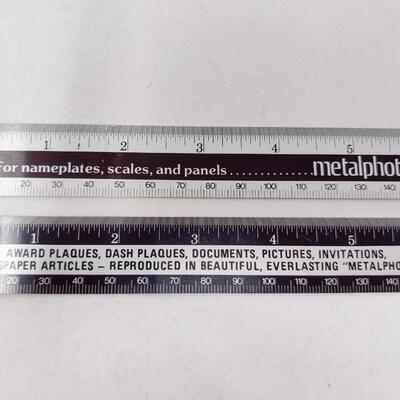 1 2 3 4 5
for nameplates, scales, and panels..............metalphot
20 30 40 50 60 70 80 90 100 110 120 130 140
1 2 3 4 5
AWARD PLAQUES, DASH PLAQUES, DOCUMENTS, PICTURES, INVITATIONS,
SPAPER ARTICLES – REPRODUCED IN BEAUTIFUL, EVERLASTING "METALPHO
20 30 40 50 60 70 80 90 100 110 120 130 140